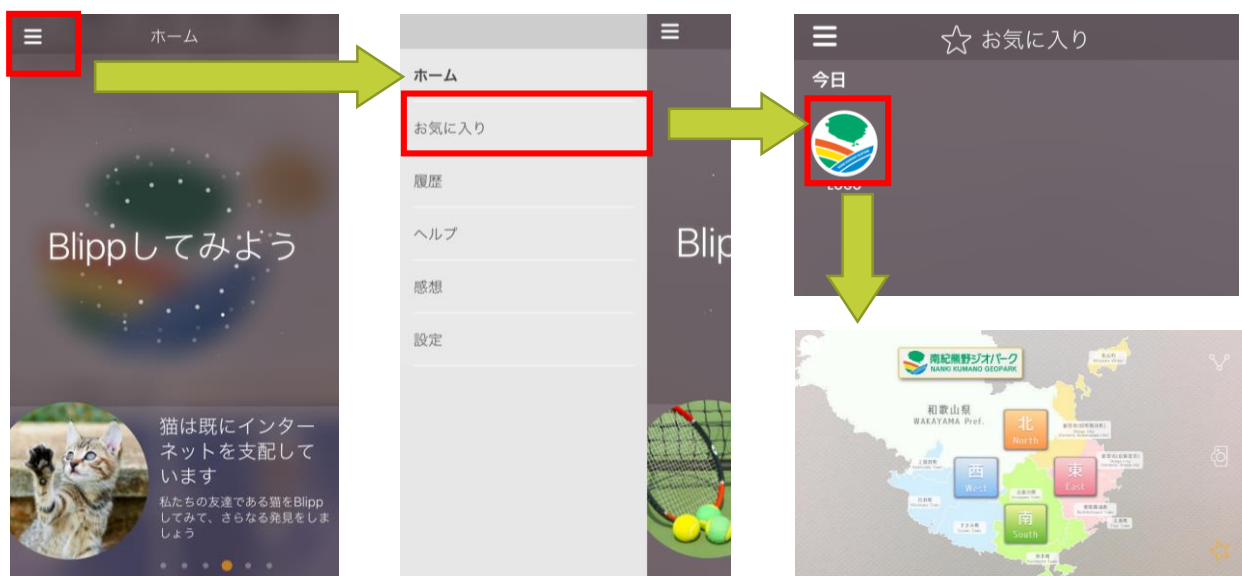 ホーム
Blippしてみよう
猫は既にインター
ネットを支配して
います
私たちの友達である猫をBlipp
してみて、さらなる発見をしま
しょう
ホーム
お気に入り
履歴
ヘルプ
感想
設定
Blip
お気に入り
今日
LOGO
南紀熊野ジオパーク
NANKI KUMANO GEOPARK
和歌山県
WAKAYAMA Pref.
北
North
西
West
東
East
南
South